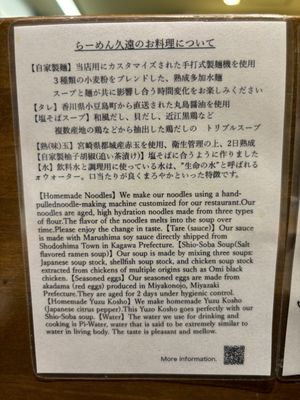 らーめん久遠のお料理について
【自家製麺】当店用にカスタマイズされた手打式製麺機を使用
３種類の小麦粉をブレンドした、熟成多加水麺
スープと麺が共に影響し合う時間変化をお楽しみください
【タレ】香川県小豆島町から直送された丸島醤油を使用
【塩そばスープ】和風だし、貝だし、近江黒鶏など
複数産地の鶏などから抽出した鶏だしの　トリプルスープ
【熟(味)玉】宮崎県都城産赤玉を使用、衛生管理の上、2日熟成
【自家製柚子胡椒(追い茶漬け)】塩そばに合うように作りました
【水】飲料水と調理用に使っている水は、"生命の水"と呼ばれる
πウォーター。口当たりが良くまろやかといった特徴です。
【Homemade Noodles】We make our noodles using a hand-
pullednoodle-making machine customized for our restaurant.Our
noodles are aged, high hydration noodles made from three types
of flour.The flavor of the noodles melts into the soup over
time.Please enjoy the change in taste.【Tare (sauce)】Our sauce
is made with Marushima soy sauce directly shipped from
Shodoshima Town in Kagawa Prefecture.【Shio-Soba Soup(Salt
flavored ramen soup)】Our soup is made by mixing three soups:
Japanese soup stock, shellfish soup stock, and chicken soup stock
extracted from chickens of multiple origins such as Omi black
chicken.【Seasoned eggs】Our seasoned eggs are made from
akadama (red eggs) produced in Miyakonojo, Miyazaki
Prefecture.They are aged for 2 days under hygienic control.
【Homemade Yuzu Kosho】We make homemade Yuzu Kosho
(Japanese citrus pepper).This Yuzo Kosho goes perfectly with our
Shio-Soba soup.【Water】The water we use for drinking and
cooking is Pi-Water, water that is said to be extremely similar to
water in living body. The taste is pleasant and mellow.
More information.